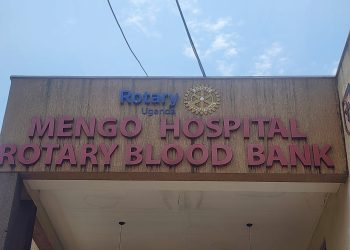 Rotary
Uganda
MENGO HOSPITAL
ROTARY BLOOD BANK